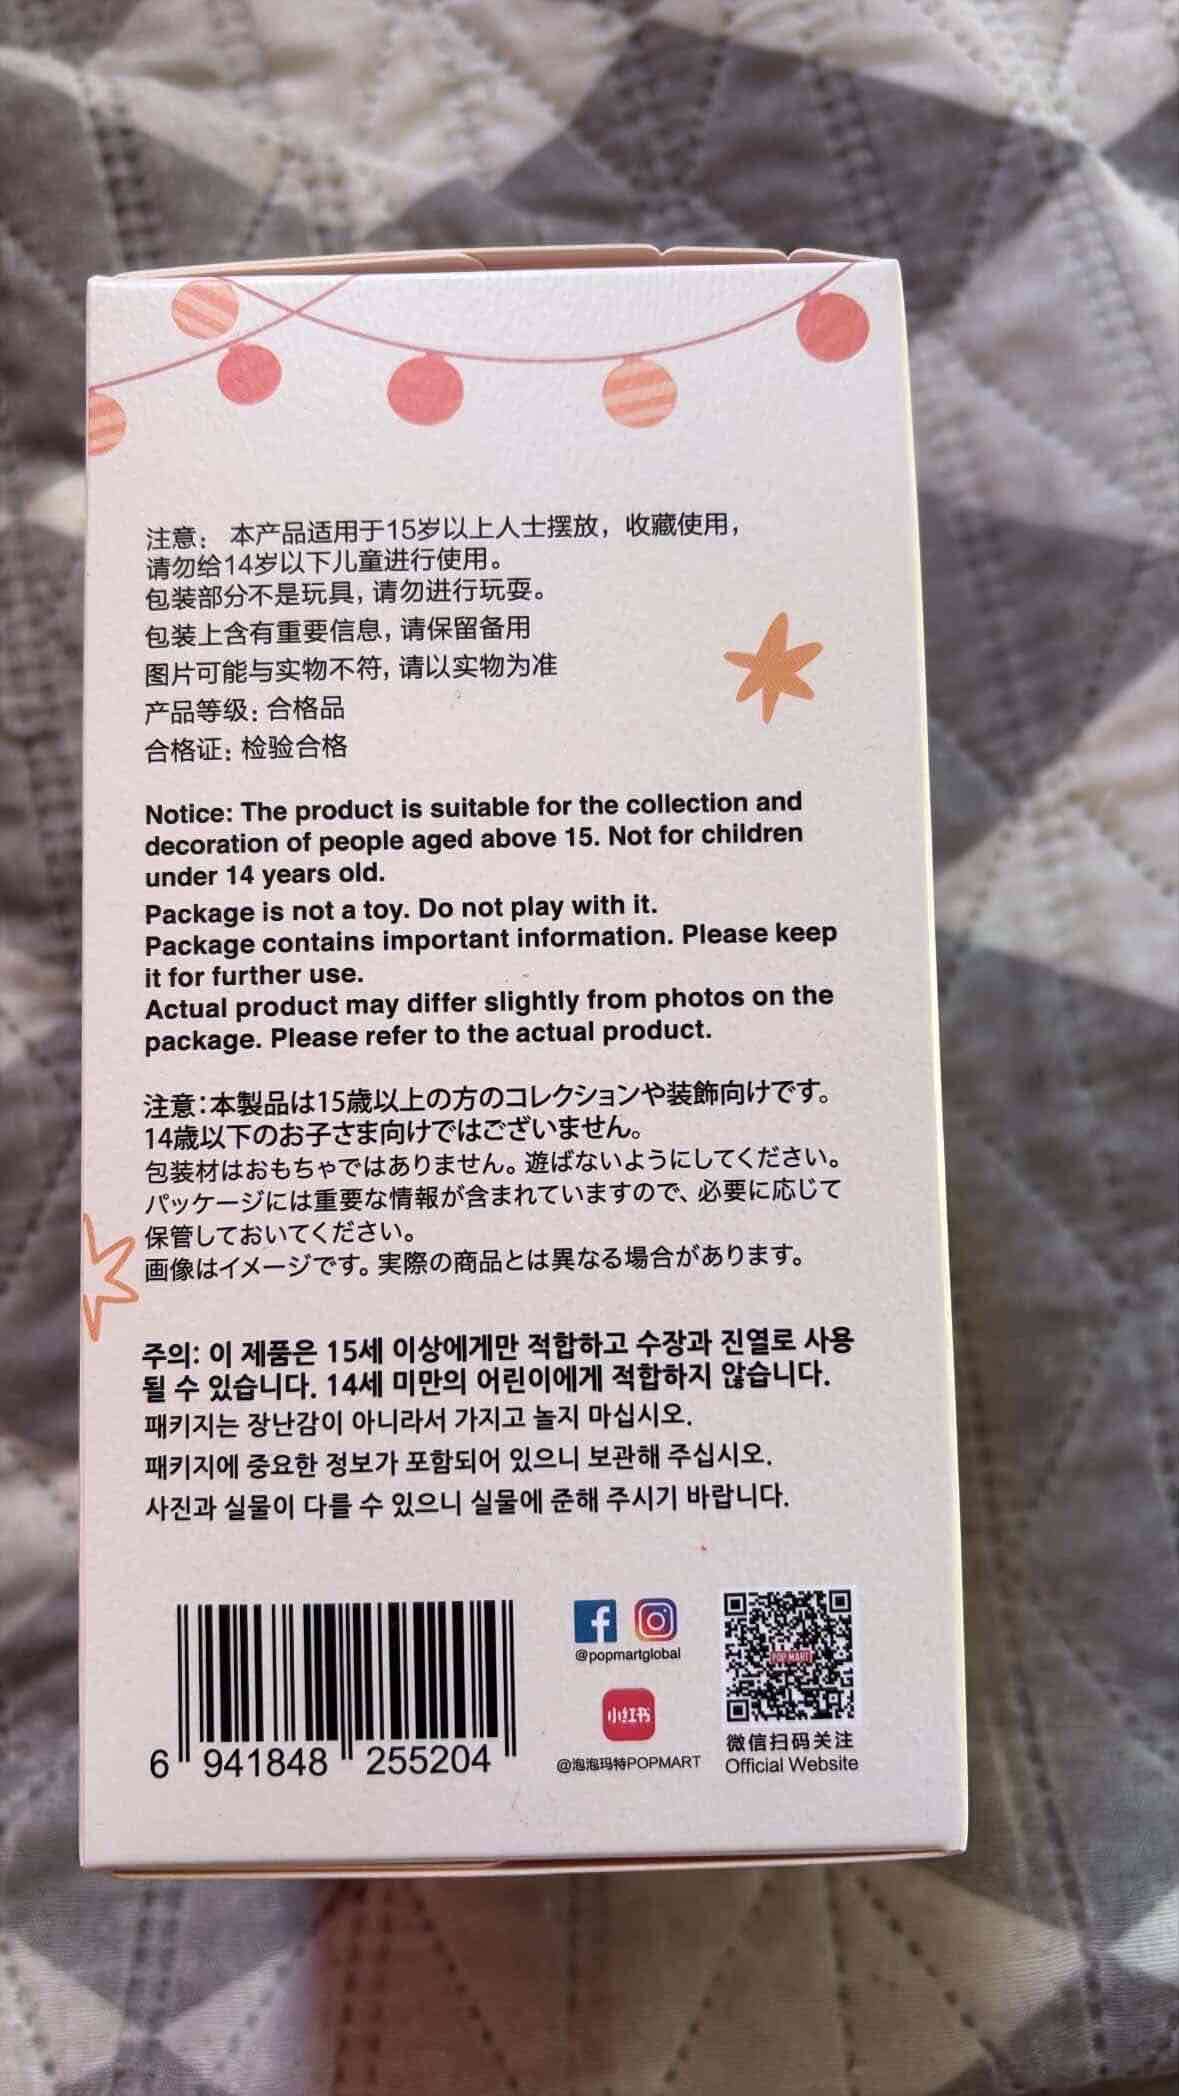 注意： 本产品适用于15岁以上人士摆放，收藏使用，
请勿给14岁以下儿童进行使用。
包装部分不是玩具, 请勿进行玩耍。
包装上含有重要信息, 请保留备用
图片可能与实物不符, 请以实物为准
产品等级: 合格品
合格证: 检验合格
Notice: The product is suitable for the collection and
decoration of people aged above 15. Not for children
under 14 years old.
Package is not a toy. Do not play with it.
Package contains important information. Please keep
it for further use.
Actual product may differ slightly from photos on the
package. Please refer to the actual product.
注意:本製品は15歳以上の方のコレクションや装飾向けです。
14歳以下のお子さま向けではございません。
包装材はおもちゃではありません。遊ばないようにしてください。
パッケージには重要な情報が含まれていますので、必要に応じて
保管しておいてください。
画像はイメージです。実際の商品とは異なる場合があります。
주의: 이 제품은 15세 이상에게만 적합하고 수장과 진열로 사용
될 수 있습니다. 14세 미만의 어린이에게 적합하지 않습니다.
패키지는 장난감이 아니라서 가지고 놀지 마십시오.
패키지에 중요한 정보가 포함되어 있으니 보관해 주십시오.
사진과 실물이 다를 수 있으니 실물에 준해 주시기 바랍니다.
6 941848 255204
@popmartglobal
小红书
@泡泡玛特POPMART
POP MART
微信扫码关注
Official Website